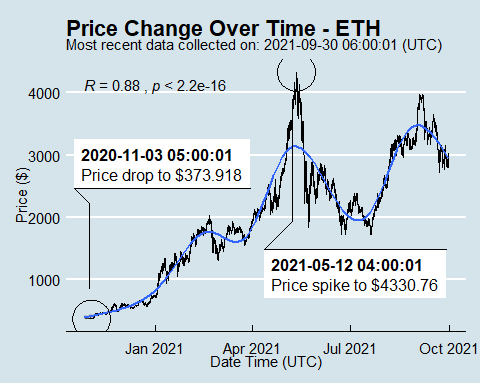 Price Change Over Time - ETH
Most recent data collected on: 2021-09-30 06:00:01 (UTC)
R = 0.88 , p < 2.2e-16
4000
3000
2000
1000
Price ($)
2020-11-03 05:00:01
Price drop to $373.918
2021-05-12 04:00:01
Price spike to $4330.76
Jan 2021
Apr 2021
Jul 2021
Oct 2021
Date Time (UTC)